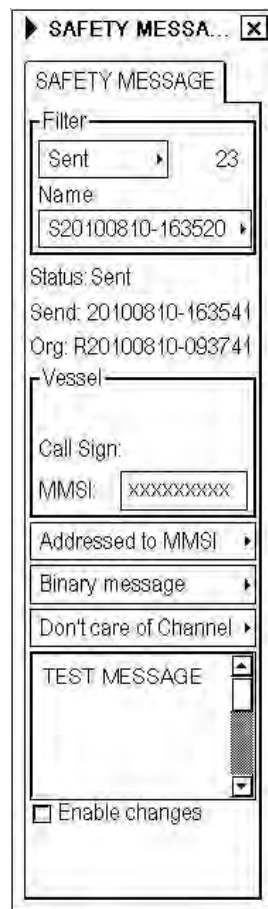 SAFETY MESSA...
SAFETY MESSAGE
Filter
Sent 23
Name
S20100810-163520
Status: Sent
Send: 20100810-163541
Org: R20100810-093741
Vessel
Call Sign:
MMSI: xxxxxxxxx
Addressed to MMSI
Binary message
Don't care of Channel
TEST MESSAGE
Enable changes